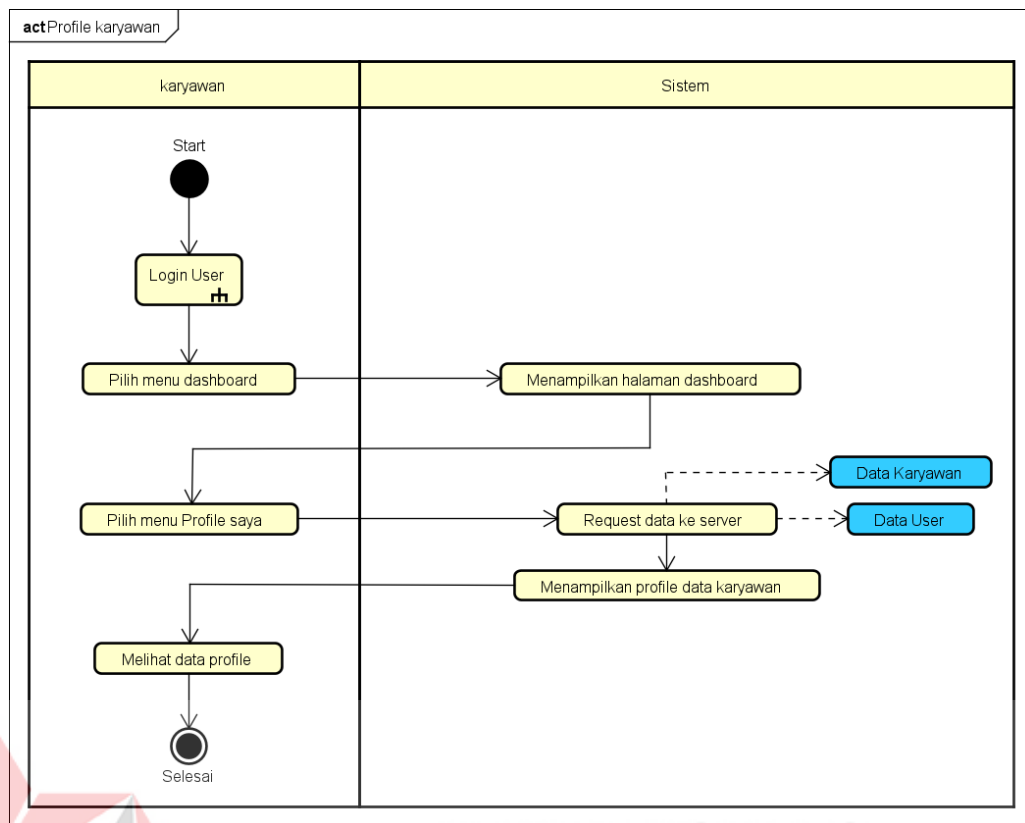 act Profile karyawan
karyawan
Sistem
Start
Login User
Pilih menu dashboard
Menampilkan halaman dashboard
Data Karyawan
Pilih menu Profile saya
Request data ke server
Data User
Menampilkan profile data karyawan
Melihat data profile
Selesai